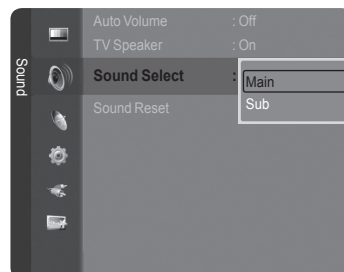 Sound
Auto Volume : Off
TV Speaker : On
Sound Select :
Main
Sub
Sound Reset